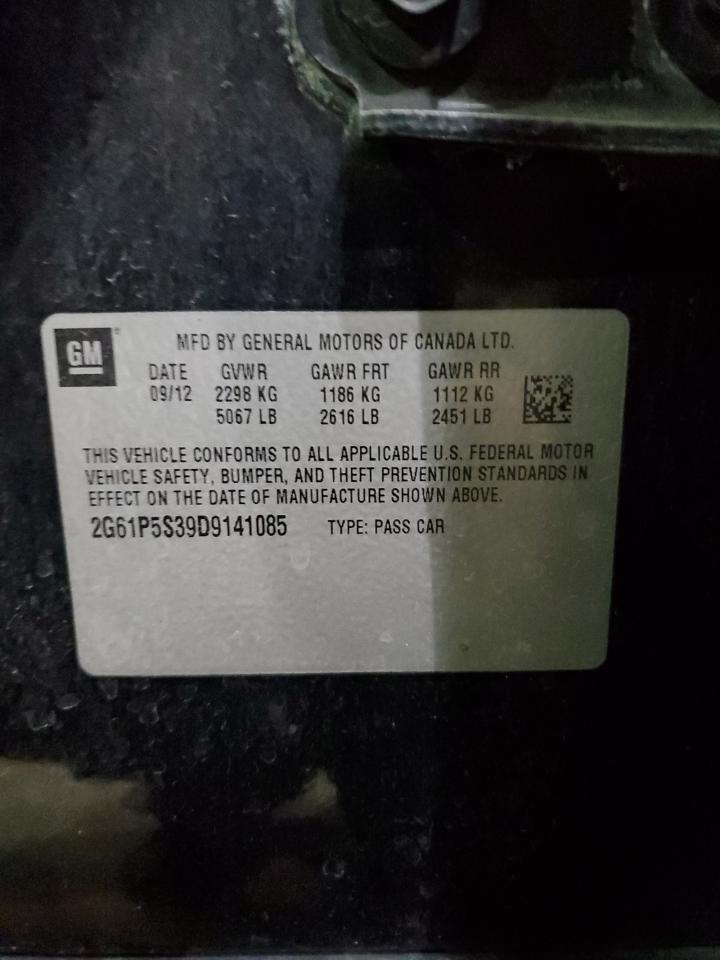 GM
MFD BY GENERAL MOTORS OF CANADA LTD.
DATE GVWR GAWR FRT GAWR RR
09/12 2298 KG 1186 KG 1112 KG
5067 LB 2616 LB 2451 LB
THIS VEHICLE CONFORMS TO ALL APPLICABLE U.S. FEDERAL MOTOR
VEHICLE SAFETY, BUMPER, AND THEFT PREVENTION STANDARDS IN
EFFECT ON THE DATE OF MANUFACTURE SHOWN ABOVE.
2G61P5S39D9141085 TYPE: PASS CAR